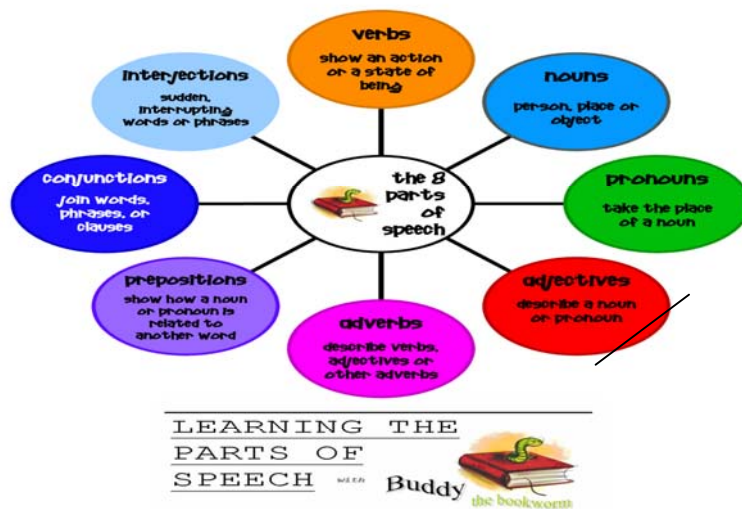 verbs
show an action
or a state of
being
interjections
sudden,
interrupting
words or phrases
nouns
person, place or
object
conjunctions
join words,
phrases, or
clauses
the 8
parts
of
speech
pronouns
take the place
of a noun
prepositions
show how a noun
or pronoun is
related to
another word
adverbs
describe verbs,
adjectives or
other adverbs
adjectives
describe a noun
or pronoun
LEARNING THE
PARTS OF
SPEECH with Buddy
the bookworm